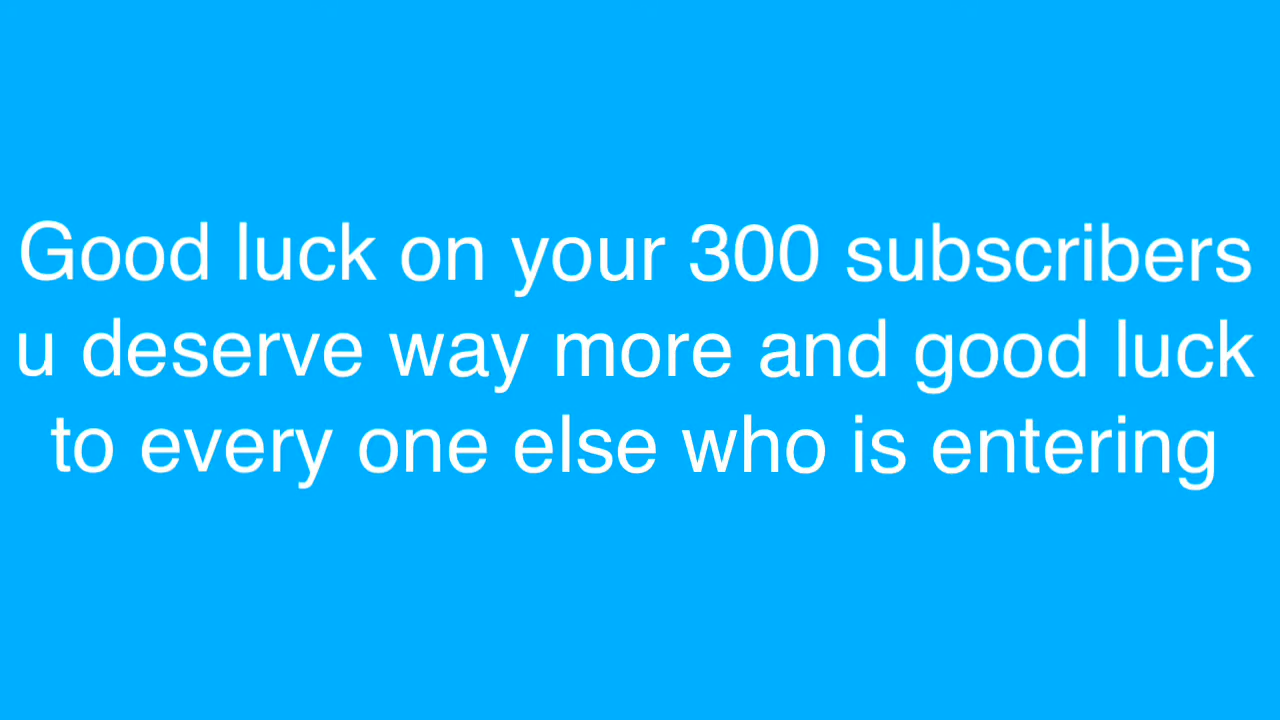 Good luck on your 300 subscribers
u deserve way more and good luck
to every one else who is entering